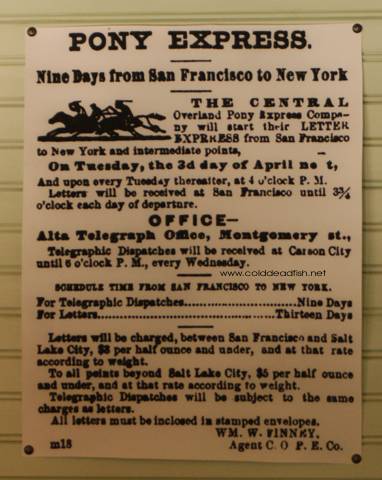 PONY EXPRESS.
Nine Days from San Francisco to New York
THE CENTRAL
Overland Pony Express Compa-
ny will start their LETTER
EXPRESS from San Francisco
to New York and intermediate points,
On Tuesday, the 3d day of April ne t,
And upon every Tuesday thereafter, at 4 o'clock P. M.
Letters will be received at San Francisco until 3¾
o'clock each day of departure.
OFFICE—
Alta Telegraph Office, Montgomery st.,
Telegraphic Dispatches will be received at Carson City
until 6 o'clock P. M., every Wednesday.
www.colddeadfish.net
SCHEDULE TIME FROM SAN FRANCISCO TO NEW YORK.
For Telegraphic Dispatches..............................Nine Days
For Letters....................................................Thirteen Days
Letters will be charged, between San Francisco and Salt
Lake City, $3 per half ounce and under, and at that rate
according to weight.
To all points beyond Salt Lake City, $5 per half ounce
and under, and at that rate according to weight.
Telegraphic Dispatches will be subject to the same
charges as letters.
All letters must be inclosed in stamped envelopes.
WM. W. FINNEY,
m18 Agent C. O P. E. Co.